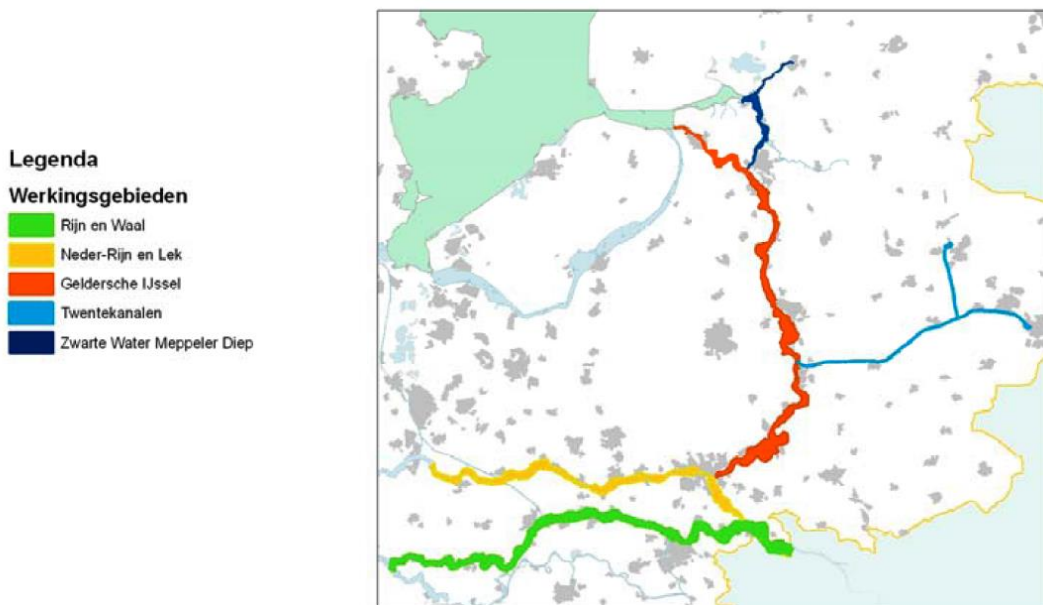 Legenda
Werkingsgebieden
Rijn en Waal
Neder-Rijn en Lek
Geldersche IJssel
Twentekanalen
Zwarte Water Meppeler Diep